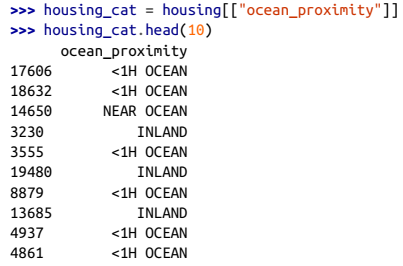 >>> housing_cat = housing[["ocean_proximity"]]
>>> housing_cat.head(10)
ocean_proximity
17606 <1H OCEAN
18632 <1H OCEAN
14650 NEAR OCEAN
3230 INLAND
3555 <1H OCEAN
19480 INLAND
8879 <1H OCEAN
13685 INLAND
4937 <1H OCEAN
4861 <1H OCEAN